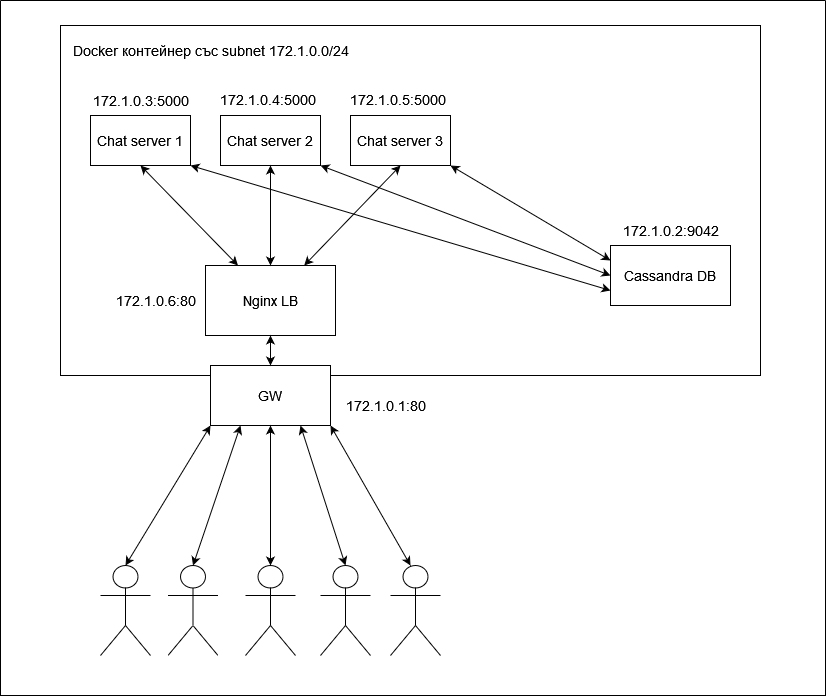 Docker контейнер със subnet 172.1.0.0/24
172.1.0.3:5000
172.1.0.4:5000
172.1.0.5:5000
Chat server 1
Chat server 2
Chat server 3
172.1.0.2:9042
Cassandra DB
172.1.0.6:80
Nginx LB
GW
172.1.0.1:80